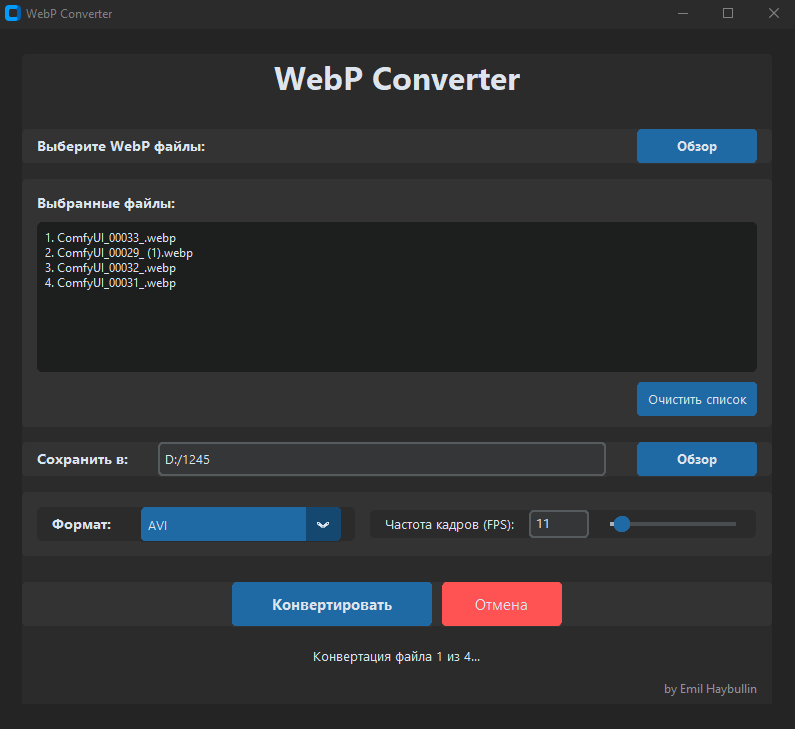 WebP Converter
WebP Converter
Выберите WebP файлы:
Обзор
Выбранные файлы:
1. ComfyUI_00033_.webp
2. ComfyUI_00029_ (1).webp
3. ComfyUI_00032_.webp
4. ComfyUI_00031_.webp
Очистить список
Сохранить в:
D:/1245
Обзор
Формат:
AVI
Частота кадров (FPS):
11
Конвертировать
Отмена
Конвертация файла 1 из 4...
by Emil Haybullin